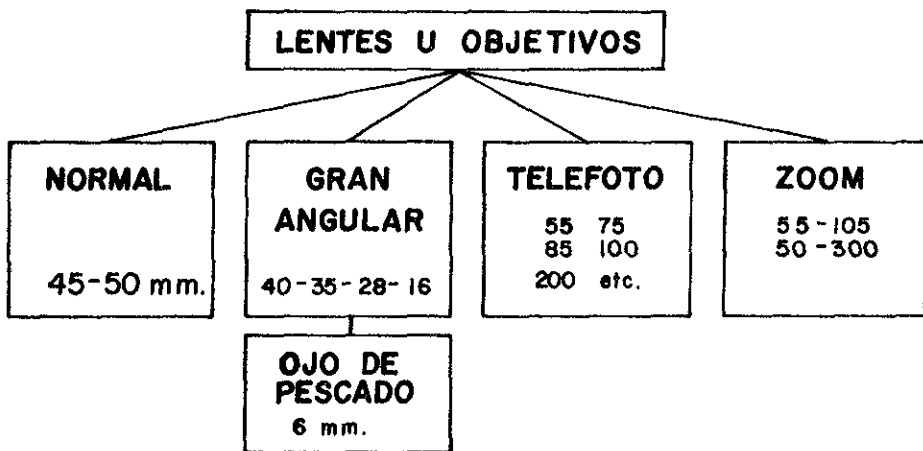 LENTES U OBJETIVOS
NORMAL
45-50 mm.
GRAN
ANGULAR
40-35-28-16
OJO DE
PESCADO
6 mm.
TELEFOTO
55 75
85 100
200 etc.
ZOOM
55-105
50-300